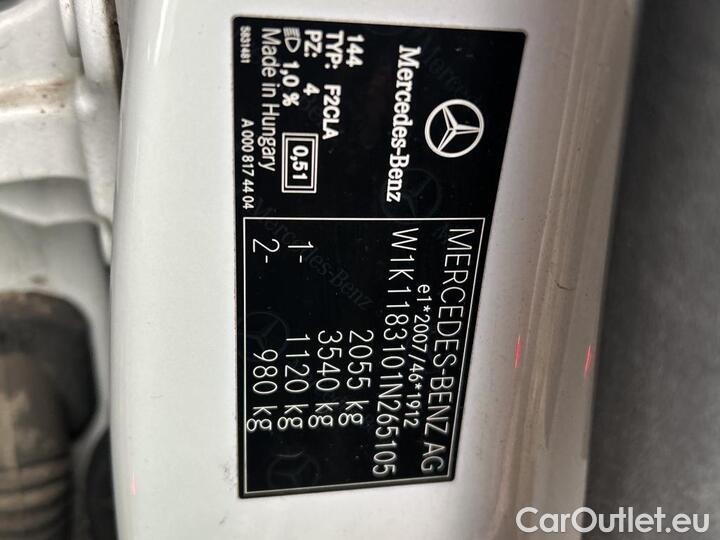 MERCEDES-BENZ AG
e1*2007/46*1912
W1K1183101N265105
2055 kg
3540 kg
1- 1120 kg
2- 980 kg
Mercedes-Benz
144
TYP: F2CLA
PZ: 4
1,0 % 0,51
Made in Hungary
S831481 A 000 817 44 04
CarOutlet.eu